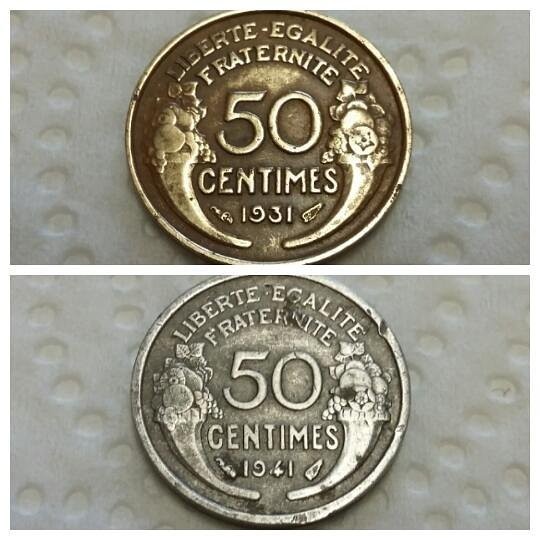 LIBERTE-EGALITE
FRATERNITE
50
CENTIMES
1931
LIBERTE-EGALITE
FRATERNITE
50
CENTIMES
1941